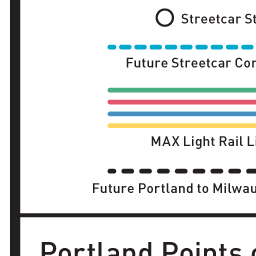 Streetcar St
Future Streetcar Cor
MAX Light Rail Li
Future Portland to Milwau
Portland Points